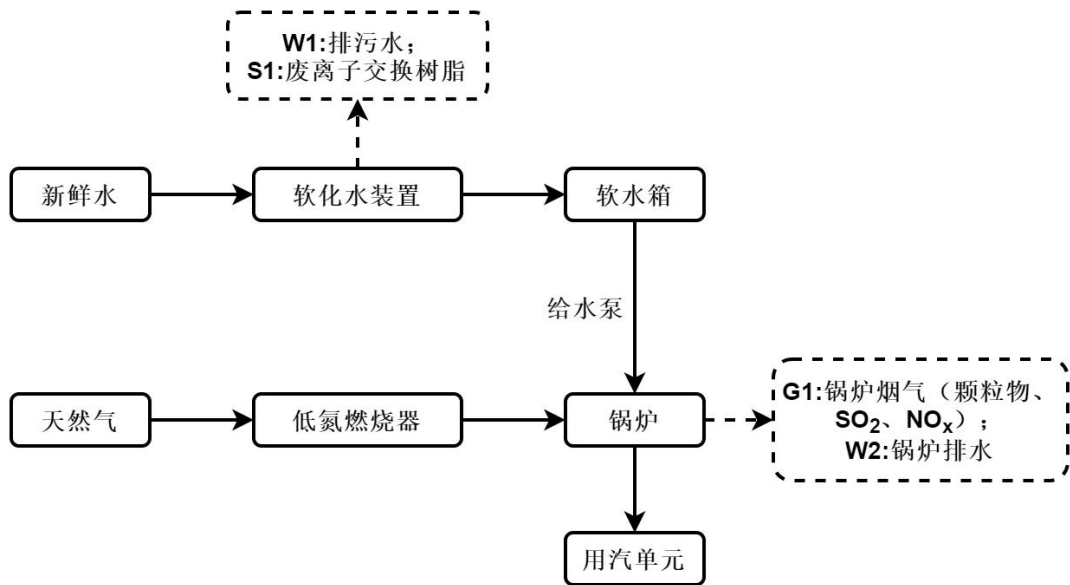 W1:排污水；
S1:废离子交换树脂
新鲜水
软化水装置
软水箱
给水泵
天然气
低氮燃烧器
锅炉
G1:锅炉烟气（颗粒物、
SO₂、NOₓ）；
W2:锅炉排水
用汽单元